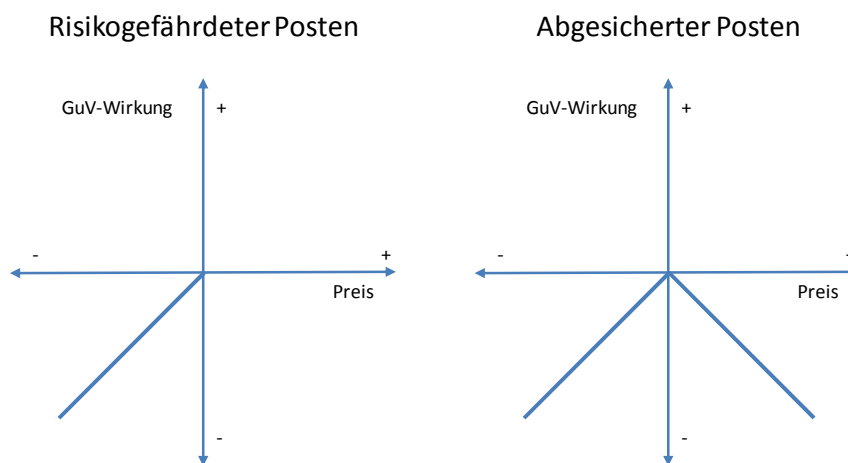 Risikogefährdeter Posten
GuV-Wirkung
+
-
+
Preis
-
Abgesicherter Posten
GuV-Wirkung
+
-
Preis
-